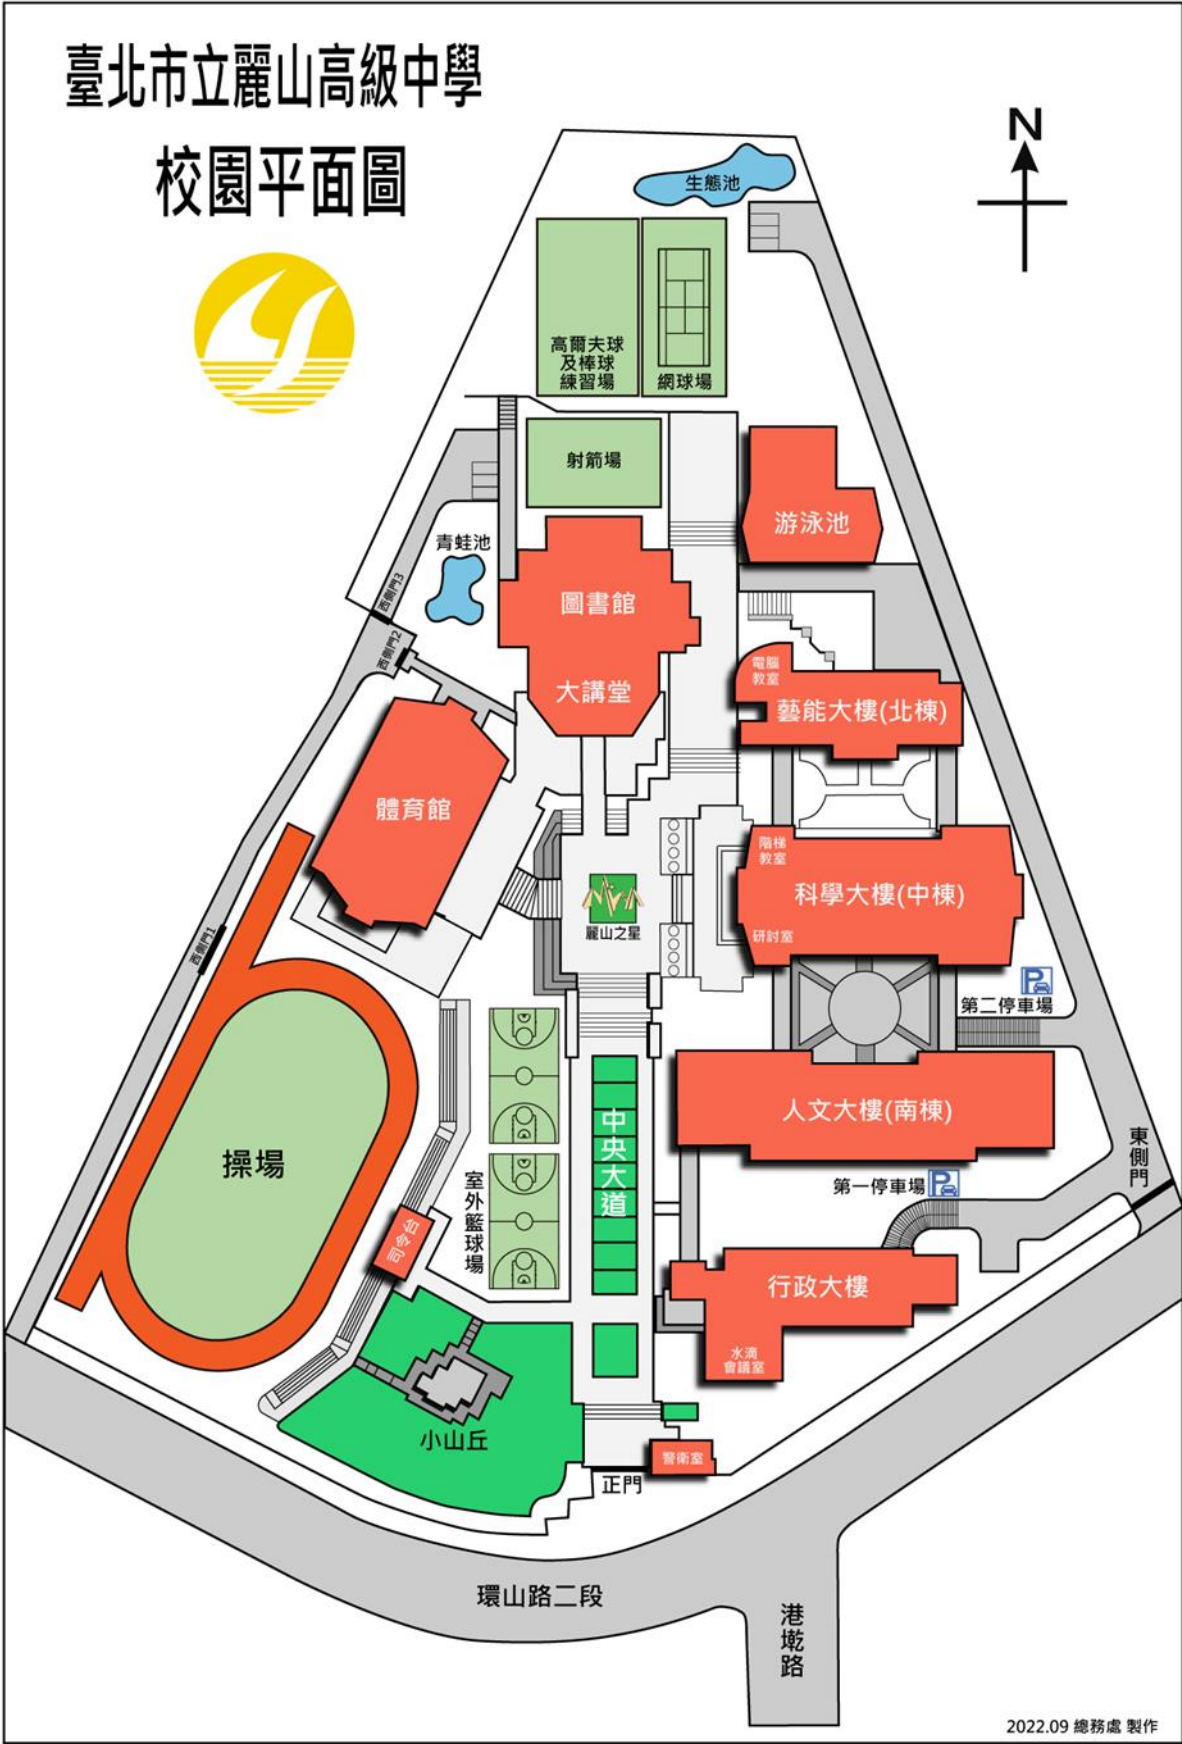 臺北市立麗山高級中學
校園平面圖
N
生態池
高爾夫球
及棒球
練習場
網球場
射箭場
游泳池
青蛙池
圖書館
西側門3
西側門2
大講堂
電腦
教室
藝能大樓(北棟)
體育館
階梯
教室
科學大樓(中棟)
研討室
麗山之星
西側門1
P
第二停車場
中央大道
人文大樓(南棟)
東側門
操場
室外籃球場
第一停車場
P
司令台
行政大樓
水滴
會議室
小山丘
警衛室
正門
環山路二段
港墘路
2022.09 總務處 製作